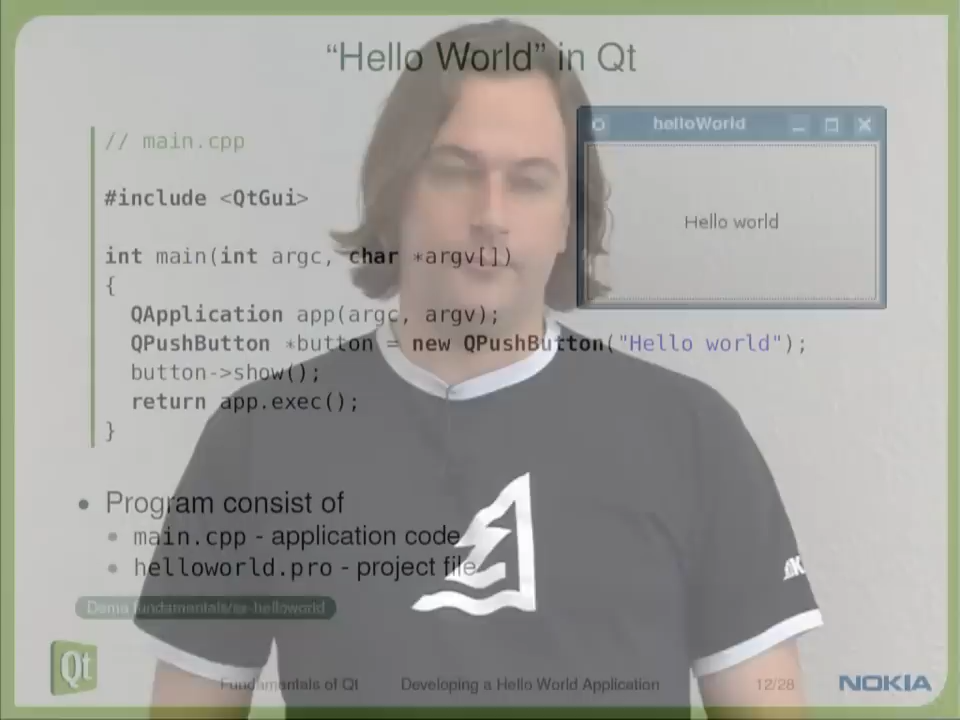 “Hello World” in Qt
// main.cpp
#include <QtGui>
int main(int argc, char *argv[])
{
QApplication app(argc, argv);
QPushButton *button = new QPushButton("Hello world");
button->show();
return app.exec();
}
helloWorld
Hello world
Program consist of
main.cpp - application code
helloworld.pro - project file
Demo fundamentals/ex-helloworld
Qt
Fundamentals of Qt
Developing a Hello World Application
12/28
NOKIA